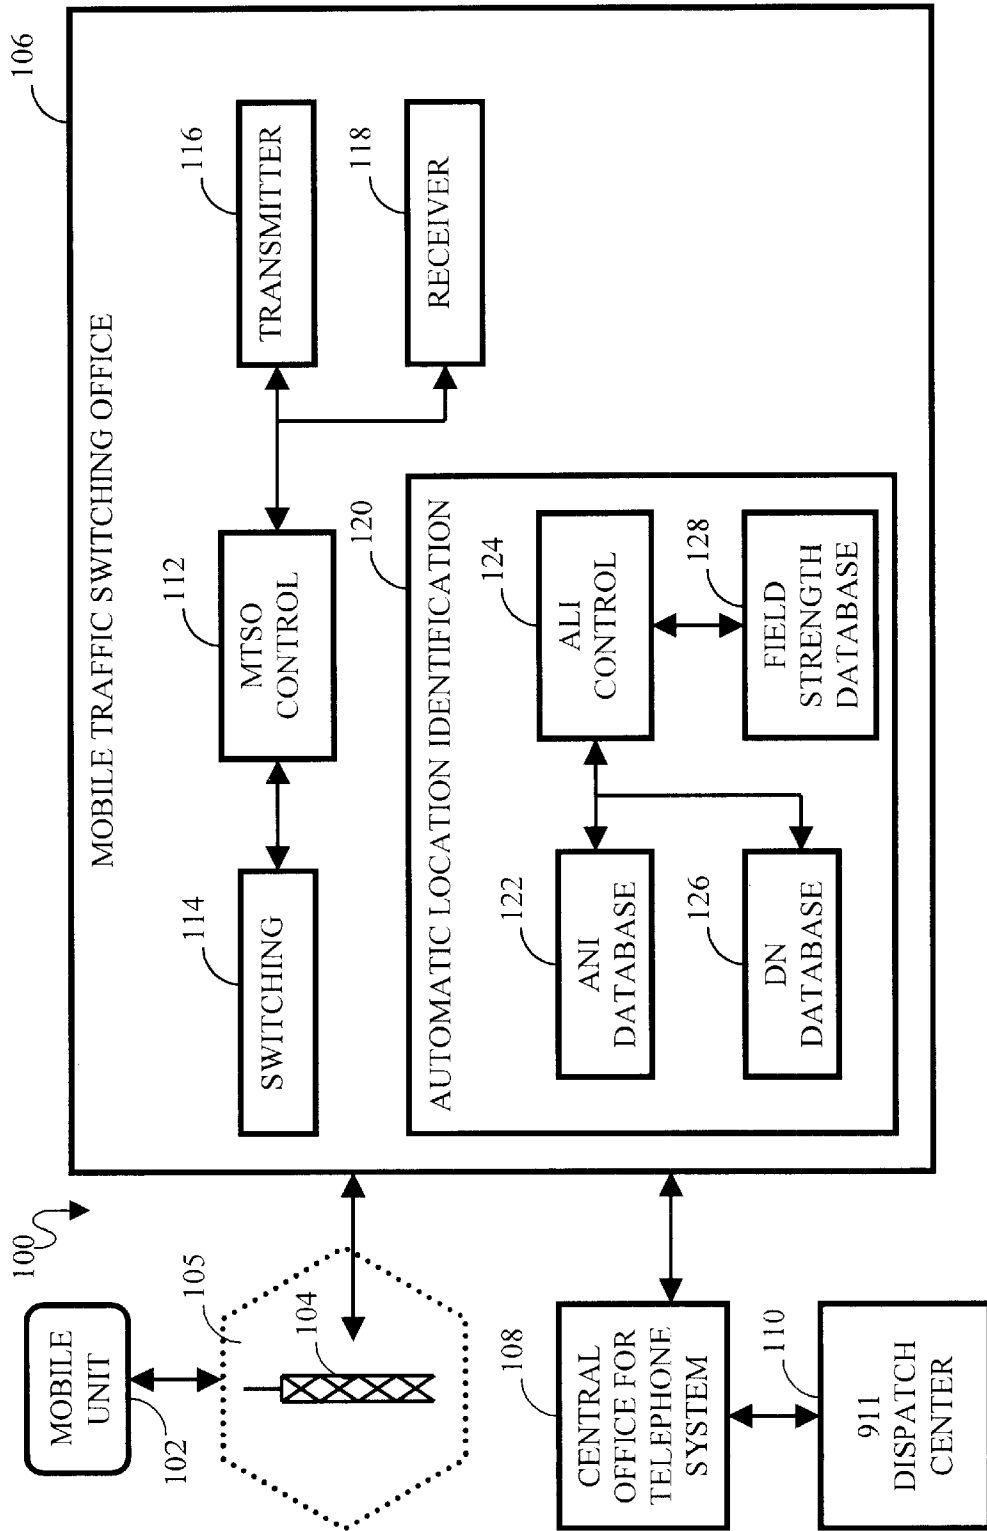 100
MOBILE
UNIT
102
105
104
CENTRAL
OFFICE FOR
TELEPHONE
SYSTEM
108
911
DISPATCH
CENTER
110
106
MOBILE TRAFFIC SWITCHING OFFICE
SWITCHING
114
MTSO
CONTROL
112
TRANSMITTER
116
RECEIVER
118
120
AUTOMATIC LOCATION IDENTIFICATION
ANI
DATABASE
122
ALI
CONTROL
124
DN
DATABASE
126
FIELD
STRENGTH
DATABASE
128